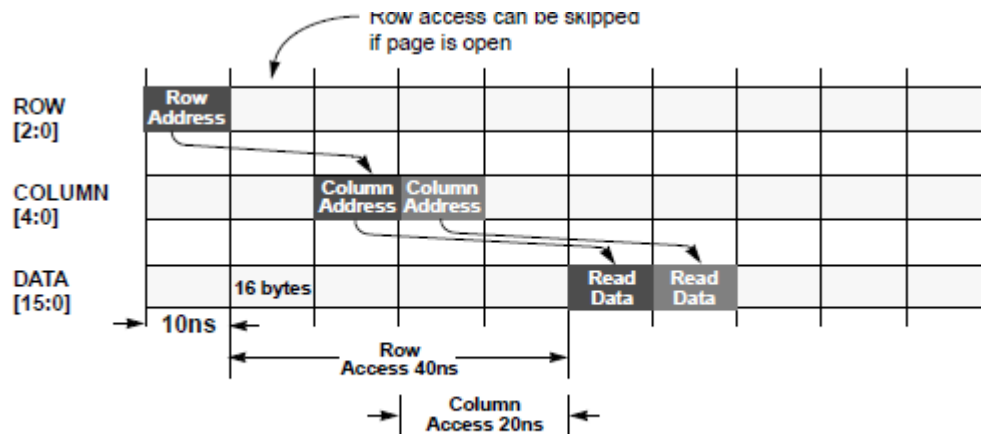 Row access can be skipped
if page is open
ROW
[2:0]
Row
Address
COLUMN
[4:0]
Column
Address
Column
Address
DATA
[15:0]
16 bytes
Read
Data
Read
Data
10ns
Row
Access 40ns
Column
Access 20ns